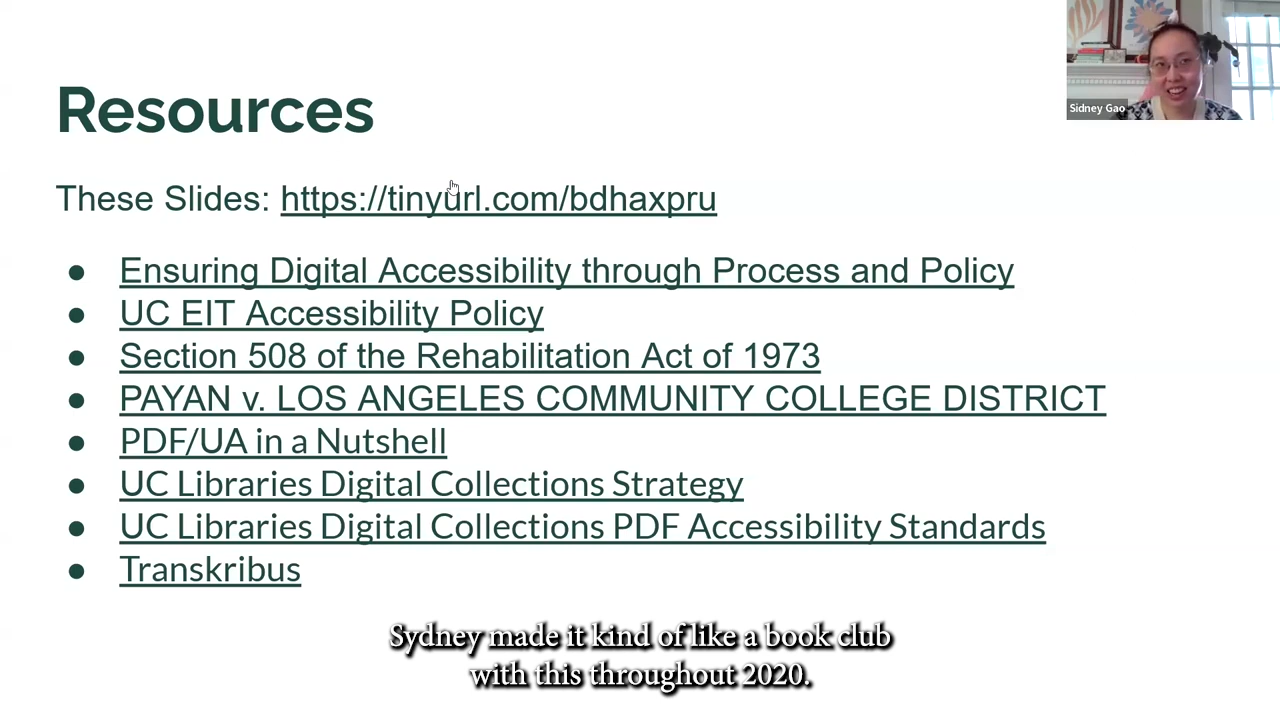 Resources
Sidney Gao
These Slides: https://tinyurl.com/bdhaxpru
● Ensuring Digital Accessibility through Process and Policy
● UC EIT Accessibility Policy
● Section 508 of the Rehabilitation Act of 1973
● PAYAN v. LOS ANGELES COMMUNITY COLLEGE DISTRICT
● PDF/UA in a Nutshell
● UC Libraries Digital Collections Strategy
● UC Libraries Digital Collections PDF Accessibility Standards
● Transkribus
Sydney made it kind of like a book club
with this throughout 2020.